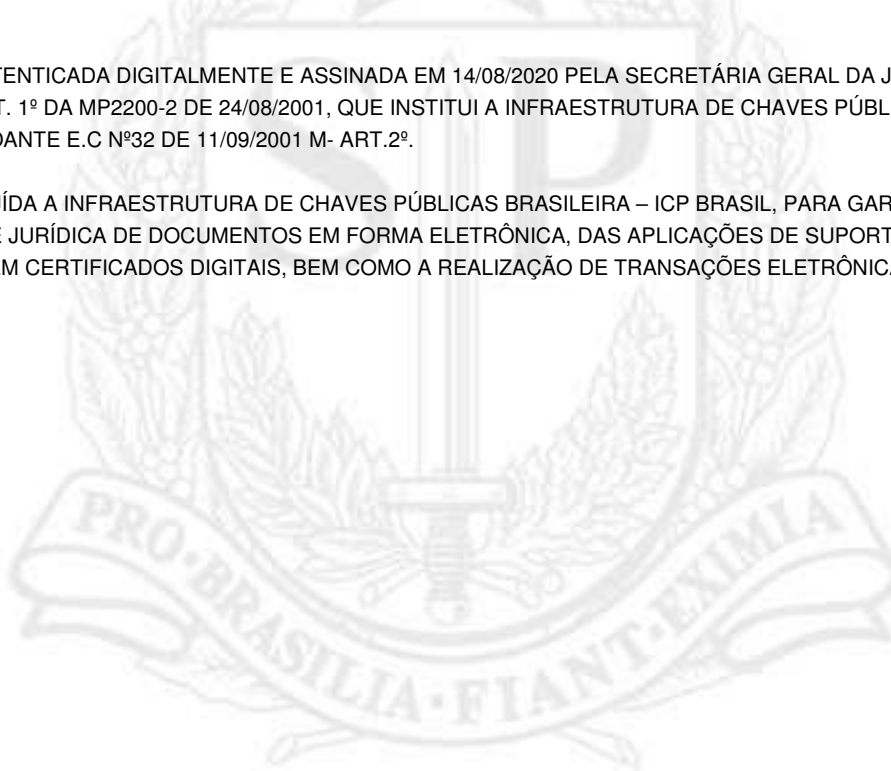 TENTICADA DIGITALMENTE E ASSINADA EM 14/08/2020 PELA SECRETÁRIA GERAL DA J
T. 1º DA MP2200-2 DE 24/08/2001, QUE INSTITUI A INFRAESTRUTURA DE CHAVES PÚBL
DANTE E.C Nº32 DE 11/09/2001 M- ART.2º.
ÍDA A INFRAESTRUTURA DE CHAVES PÚBLICAS BRASILEIRA – ICP BRASIL, PARA GAR
E JURÍDICA DE DOCUMENTOS EM FORMA ELETRÔNICA, DAS APLICAÇÕES DE SUPORT
EM CERTIFICADOS DIGITAIS, BEM COMO A REALIZAÇÃO DE TRANSAÇÕES ELETRÔNICA
SP
PRO·BRASILIA·FIANT·EXIMIA